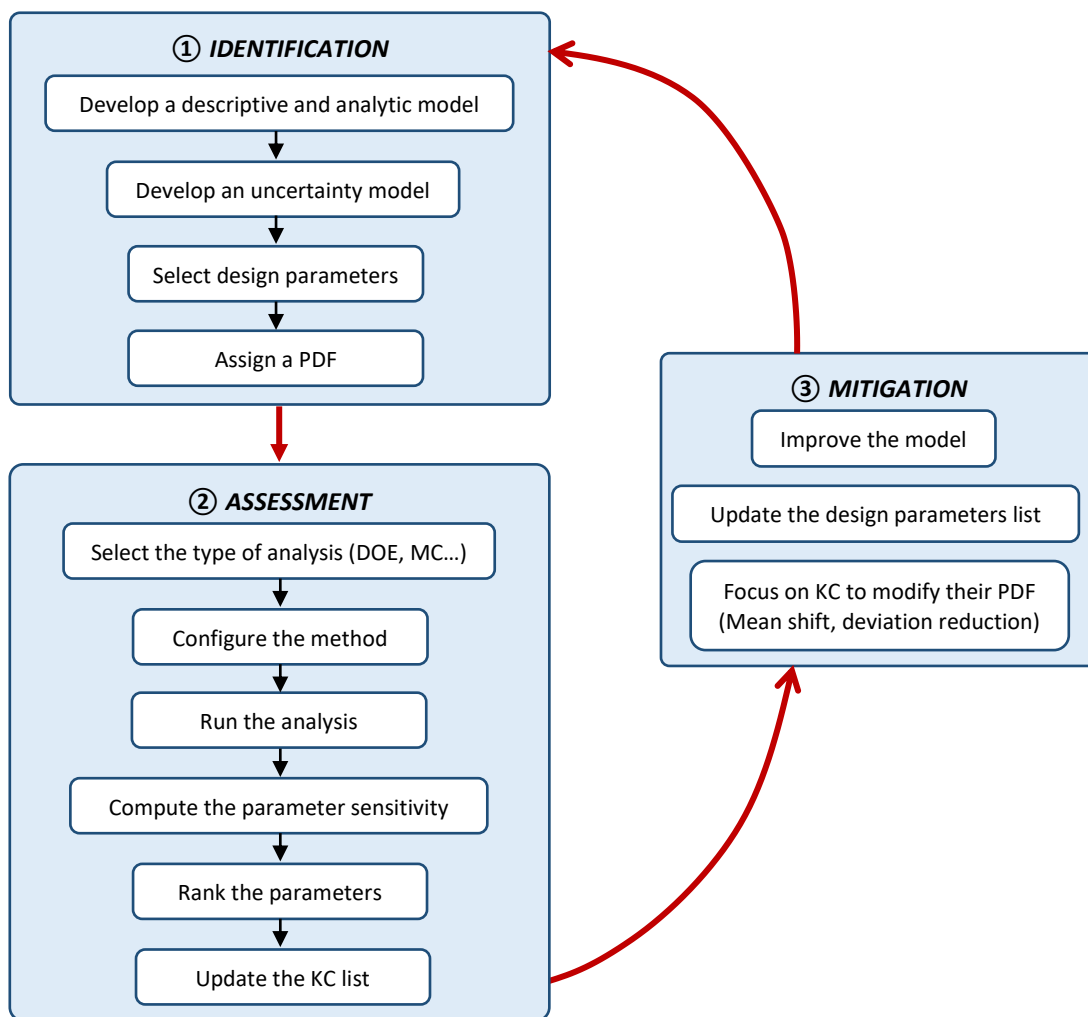 ① IDENTIFICATION
Develop a descriptive and analytic model
Develop an uncertainty model
Select design parameters
Assign a PDF
② ASSESSMENT
Select the type of analysis (DOE, MC...)
Configure the method
Run the analysis
Compute the parameter sensitivity
Rank the parameters
Update the KC list
③ MITIGATION
Improve the model
Update the design parameters list
Focus on KC to modify their PDF
(Mean shift, deviation reduction)